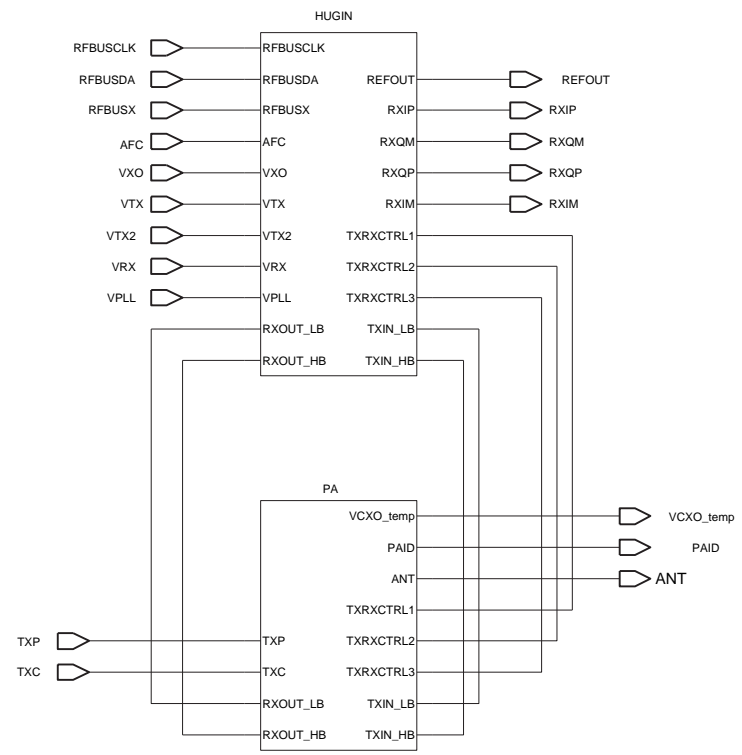 HUGIN
RFBUSCLK RFBUSCLK
RFBUSDA RFBUSDA REFOUT REFOUT
RFBUSX RFBUSX RXIP RXIP
AFC AFC RXQM RXQM
VXO VXO RXQP RXQP
VTX VTX RXIM RXIM
VTX2 VTX2 TXRXCTRL1
VRX VRX TXRXCTRL2
VPLL VPLL TXRXCTRL3
RXOUT_LB TXIN_LB
RXOUT_HB TXIN_HB
PA
VCXO_temp VCXO_temp
PAID PAID
ANT ANT
TXRXCTRL1
TXP TXP TXRXCTRL2
TXC TXC TXRXCTRL3
RXOUT_LB TXIN_LB
RXOUT_HB TXIN_HB